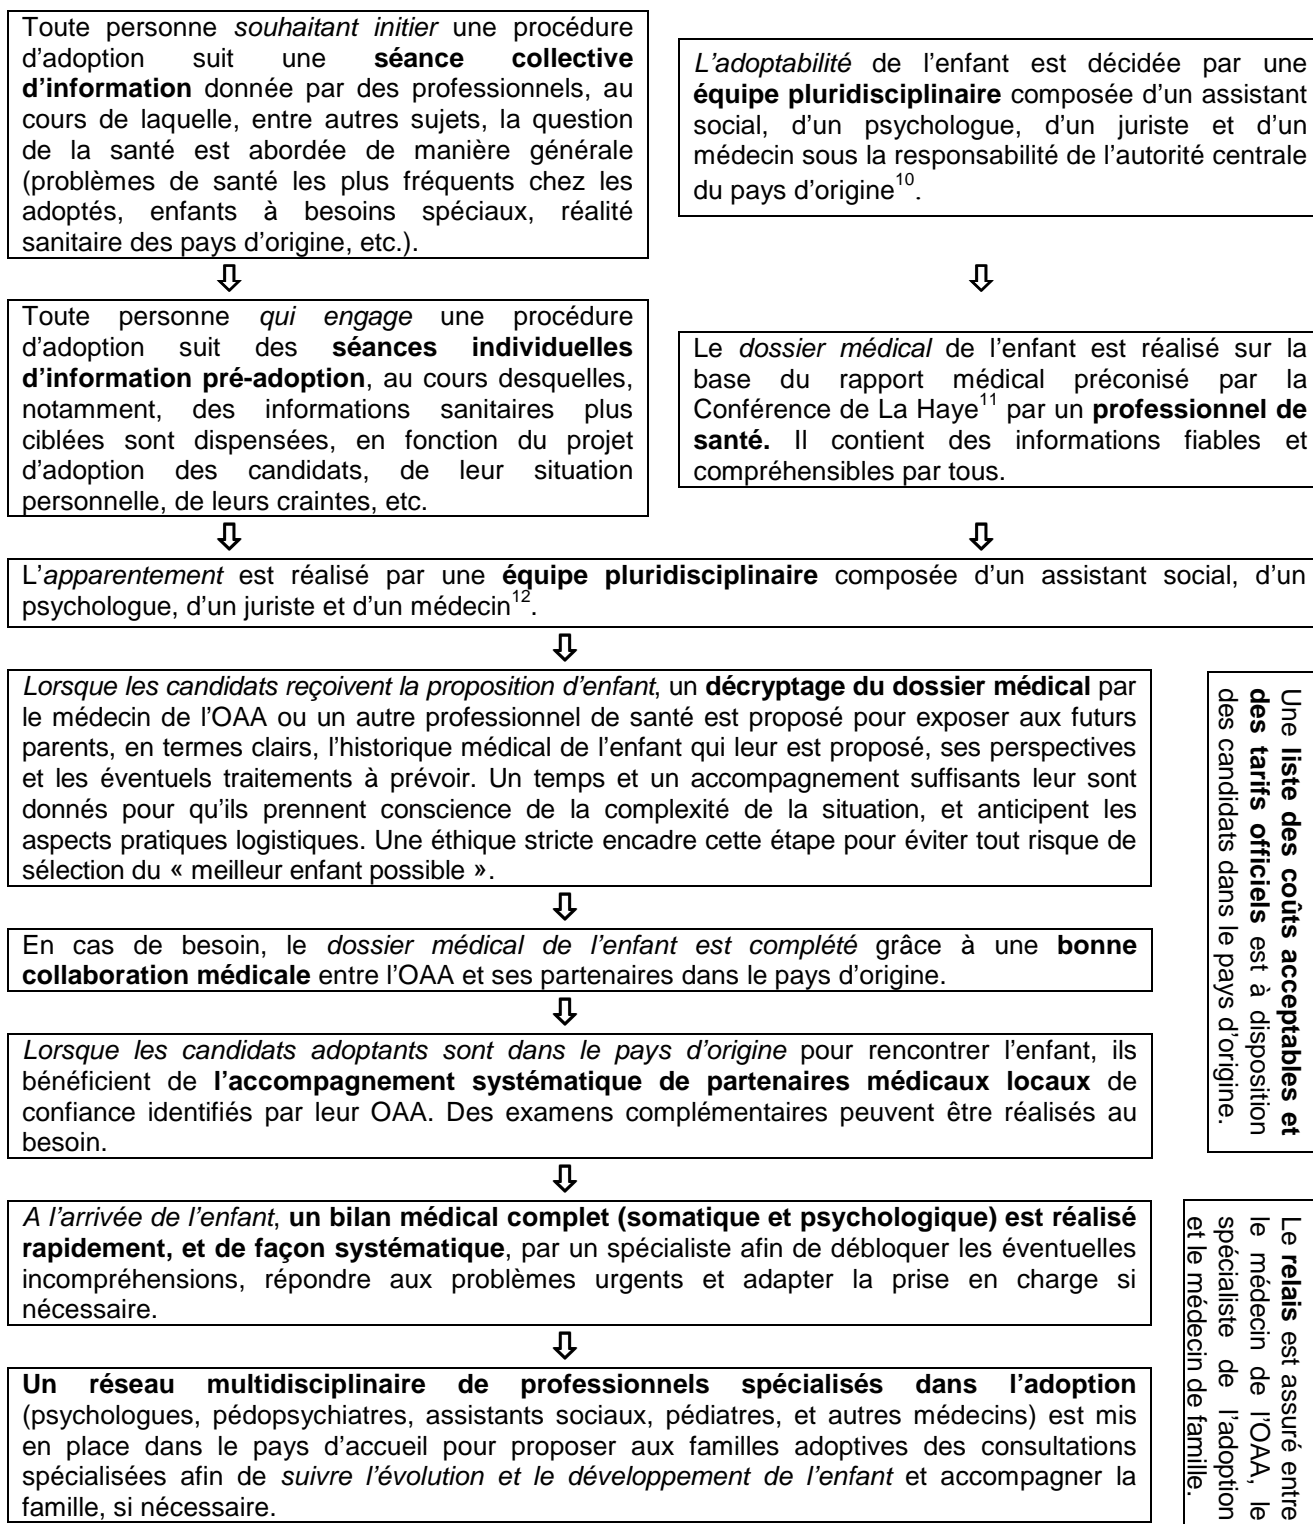 Toute personne souhaitant initier une procédure
d’adoption suit une séance collective
d’information donnée par des professionnels, au
cours de laquelle, entre autres sujets, la question
de la santé est abordée de manière générale
(problèmes de santé les plus fréquents chez les
adoptés, enfants à besoins spéciaux, réalité
sanitaire des pays d’origine, etc.).
L’adoptabilité de l’enfant est décidée par une
équipe pluridisciplinaire composée d’un assistant
social, d’un psychologue, d’un juriste et d’un
médecin sous la responsabilité de l’autorité centrale
du pays d’origine10.
Toute personne qui engage une procédure
d’adoption suit des séances individuelles
d’information pré-adoption, au cours desquelles,
notamment, des informations sanitaires plus
ciblées sont dispensées, en fonction du projet
d’adoption des candidats, de leur situation
personnelle, de leurs craintes, etc.
Le dossier médical de l’enfant est réalisé sur la
base du rapport médical préconisé par la
Conférence de La Haye11 par un professionnel de
santé. Il contient des informations fiables et
compréhensibles par tous.
L’apparentement est réalisé par une équipe pluridisciplinaire composée d’un assistant social, d’un
psychologue, d’un juriste et d’un médecin12.
Lorsque les candidats reçoivent la proposition d’enfant, un décryptage du dossier médical par
le médecin de l’OAA ou un autre professionnel de santé est proposé pour exposer aux futurs
parents, en termes clairs, l’historique médical de l’enfant qui leur est proposé, ses perspectives
et les éventuels traitements à prévoir. Un temps et un accompagnement suffisants leur sont
donnés pour qu’ils prennent conscience de la complexité de la situation, et anticipent les
aspects pratiques logistiques. Une éthique stricte encadre cette étape pour éviter tout risque de
sélection du « meilleur enfant possible ».
Une liste des coûts acceptables et
des tarifs officiels est à disposition
des candidats dans le pays d’origine.
En cas de besoin, le dossier médical de l’enfant est complété grâce à une bonne
collaboration médicale entre l’OAA et ses partenaires dans le pays d’origine.
Lorsque les candidats adoptants sont dans le pays d’origine pour rencontrer l’enfant, ils
bénéficient de l’accompagnement systématique de partenaires médicaux locaux de
confiance identifiés par leur OAA. Des examens complémentaires peuvent être réalisés au
besoin.
A l’arrivée de l’enfant, un bilan médical complet (somatique et psychologique) est réalisé
rapidement, et de façon systématique, par un spécialiste afin de débloquer les éventuelles
incompréhensions, répondre aux problèmes urgents et adapter la prise en charge si
nécessaire.
Le relais est assuré entre
le médecin de l’OAA, le
spécialiste de l’adoption
et le médecin de famille.
Un réseau multidisciplinaire de professionnels spécialisés dans l’adoption
(psychologues, pédopsychiatres, assistants sociaux, pédiatres, et autres médecins) est mis
en place dans le pays d’accueil pour proposer aux familles adoptives des consultations
spécialisées afin de suivre l’évolution et le développement de l’enfant et accompagner la
famille, si nécessaire.